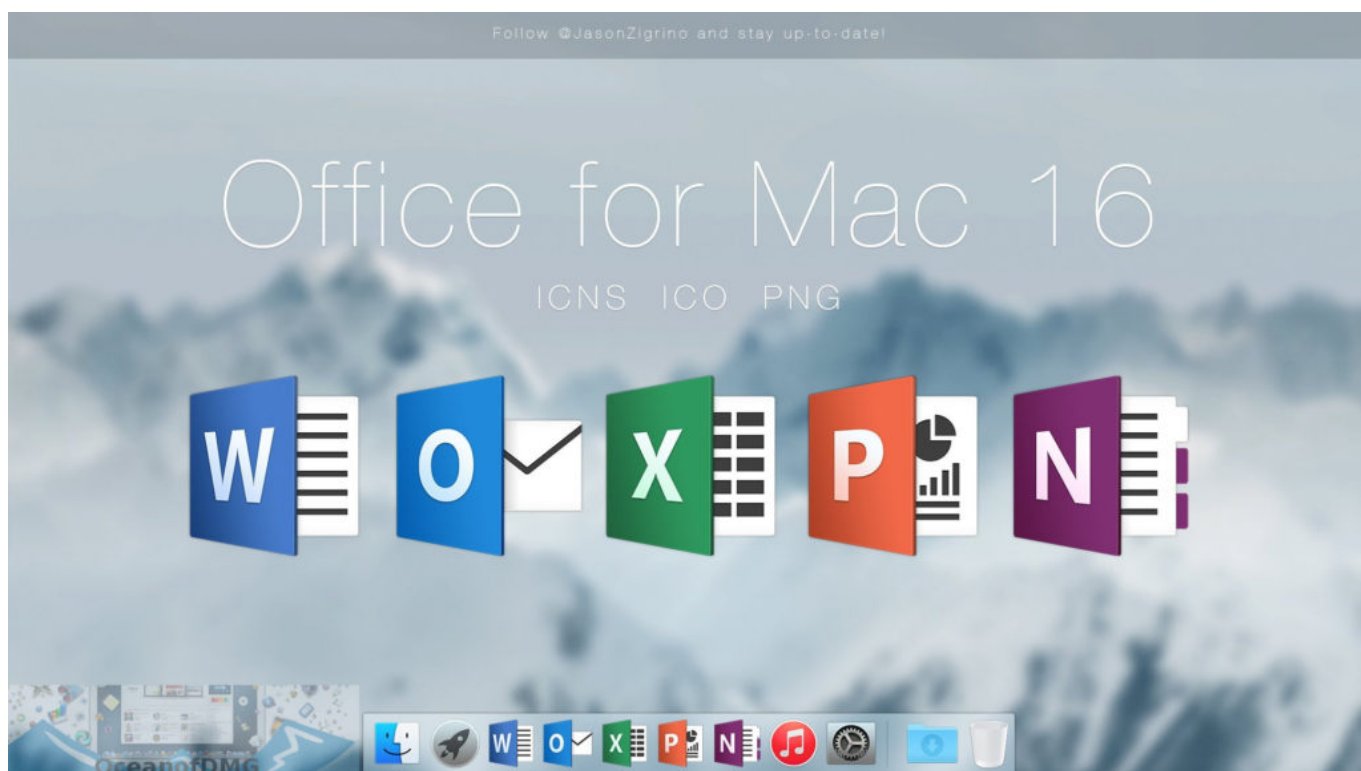 Follow @JasonZigrino and stay up-to-date!
Office for Mac 16
ICNS ICO PNG
W O X P N
OceanofDMG
W O X P N